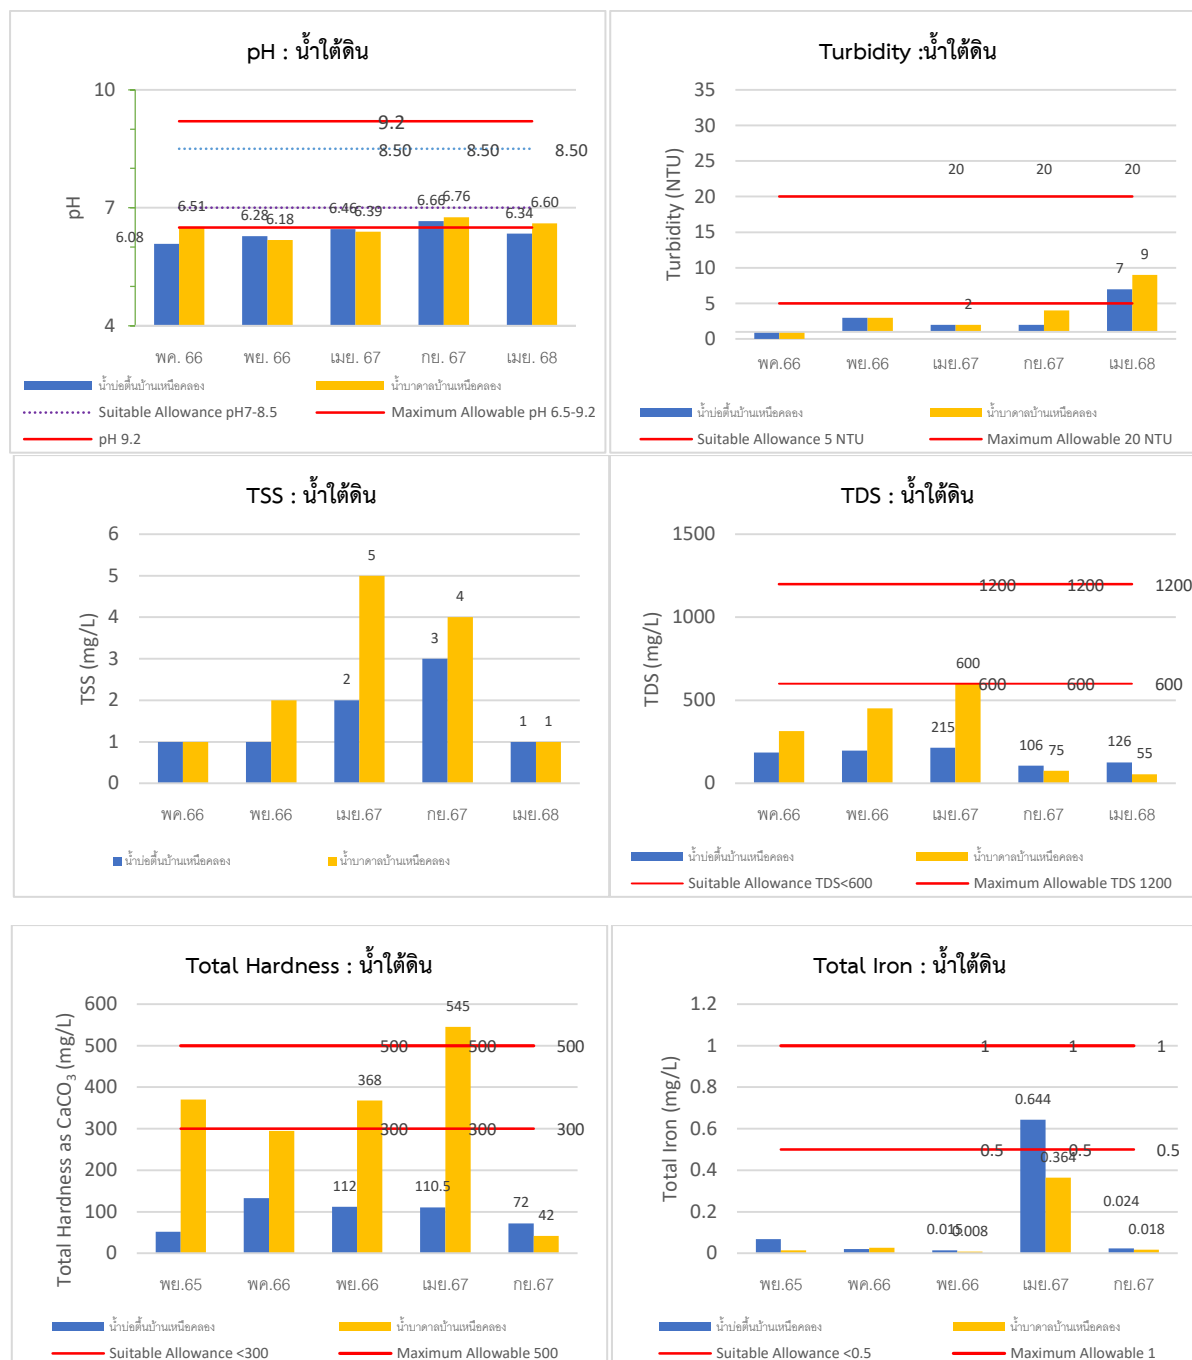 pH : น้ำใต้ดิน
10
7
4
pH
9.2
8.50 8.50 8.50
6.08 6.51 6.28 6.18 6.46 6.39 6.66 6.76 6.34 6.60
พค. 66 พย. 66 เมย. 67 กย. 67 เมย. 68
น้ำบ่อตื้นบ้านเหนือคลอง น้ำบาดาลบ้านเหนือคลอง
Suitable Allowance pH7-8.5 Maximum Allowable pH 6.5-9.2
pH 9.2
Turbidity :น้ำใต้ดิน
35
30
25
20
15
10
5
0
Turbidity (NTU)
20 20 20
2 7 9
พค.66 พย.66 เมย.67 กย.67 เมย.68
น้ำบ่อตื้นบ้านเหนือคลอง น้ำบาดาลบ้านเหนือคลอง
Suitable Allowance 5 NTU Maximum Allowable 20 NTU
TSS : น้ำใต้ดิน
6
5
4
3
2
1
0
TSS (mg/L)
2 5 3 4 1 1
พค.66 พย.66 เมย.67 กย.67 เมย.68
น้ำบ่อตื้นบ้านเหนือคลอง น้ำบาดาลบ้านเหนือคลอง
TDS : น้ำใต้ดิน
1500
1000
500
0
TDS (mg/L)
1200 1200 1200
600
600 600 600
215 106 75 126 55
พค.66 พย.66 เมย.67 กย.67 เมย.68
น้ำบ่อตื้นบ้านเหนือคลอง น้ำบาดาลบ้านเหนือคลอง
Suitable Allowance TDS<600 Maximum Allowable TDS 1200
Total Hardness : น้ำใต้ดิน
600
500
400
300
200
100
0
Total Hardness as CaCO3 (mg/L)
545
500 500 500
368
300 300 300
112 110.5 72 42
พย.65 พค.66 พย.66 เมย.67 กย.67
น้ำบ่อตื้นบ้านเหนือคลอง น้ำบาดาลบ้านเหนือคลอง
Suitable Allowance <300 Maximum Allowable 500
Total Iron : น้ำใต้ดิน
1.2
1
0.8
0.6
0.4
0.2
0
Total Iron (mg/L)
1 1 1
0.644
0.5 0.5 0.5
0.364
0.015 0.008 0.024 0.018
พย.65 พค.66 พย.66 เมย.67 กย.67
น้ำบ่อตื้นบ้านเหนือคลอง น้ำบาดาลบ้านเหนือคลอง
Suitable Allowance <0.5 Maximum Allowable 1